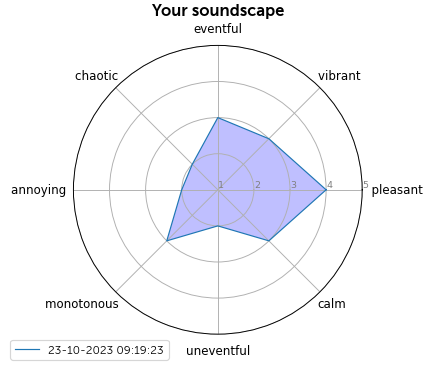 Your soundscape
eventful
chaotic
vibrant
annoying
1
2
3
4
5
pleasant
monotonous
calm
uneventful
23-10-2023 09:19:23